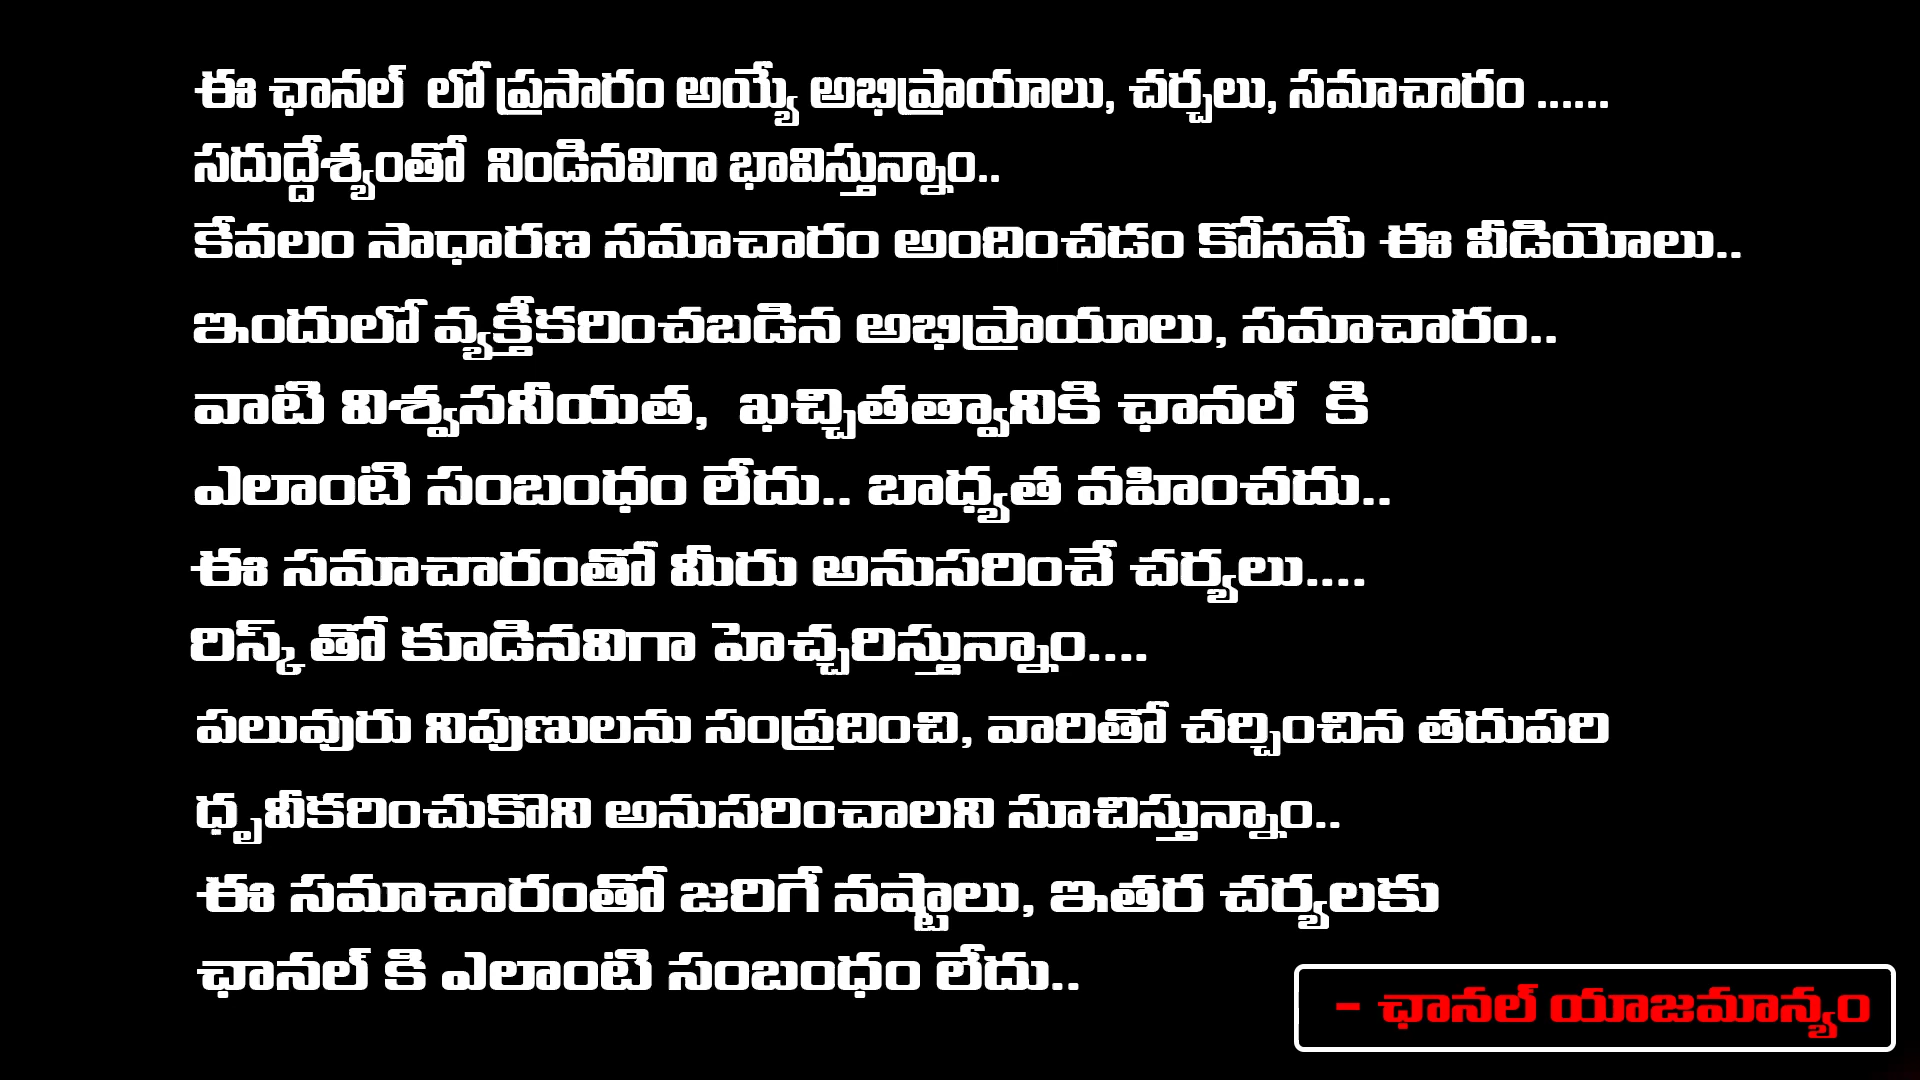 ఈ ఛానల్ లో ప్రసారం అయ్యే అభిప్రాయాలు, చర్చలు, సమాచారం ......
సదుద్దేశ్యంతో నిండినవిగా భావిస్తున్నాం..
కేవలం సాధారణ సమాచారం అందించడం కోసమే ఈ వీడియోలు..
ఇందులో వ్యక్తీకరించబడిన అభిప్రాయాలు, సమాచారం..
వాటి విశ్వసనీయత, ఖచ్చితత్వానికి ఛానల్ కి
ఎలాంటి సంబంధం లేదు.. బాధ్యత వహించదు..
ఈ సమాచారంతో మీరు అనుసరించే చర్యలు....
రిస్క్ తో కూడినవిగా హెచ్చరిస్తున్నాం....
పలువురు నిపుణులను సంప్రదించి, వారితో చర్చించిన తదుపరి
ధృవీకరించుకొని అనుసరించాలని సూచిస్తున్నాం..
ఈ సమాచారంతో జరిగే నష్టాలు, ఇతర చర్యలకు
ఛానల్ కి ఎలాంటి సంబంధం లేదు..
- ఛానల్ యాజమాన్యం